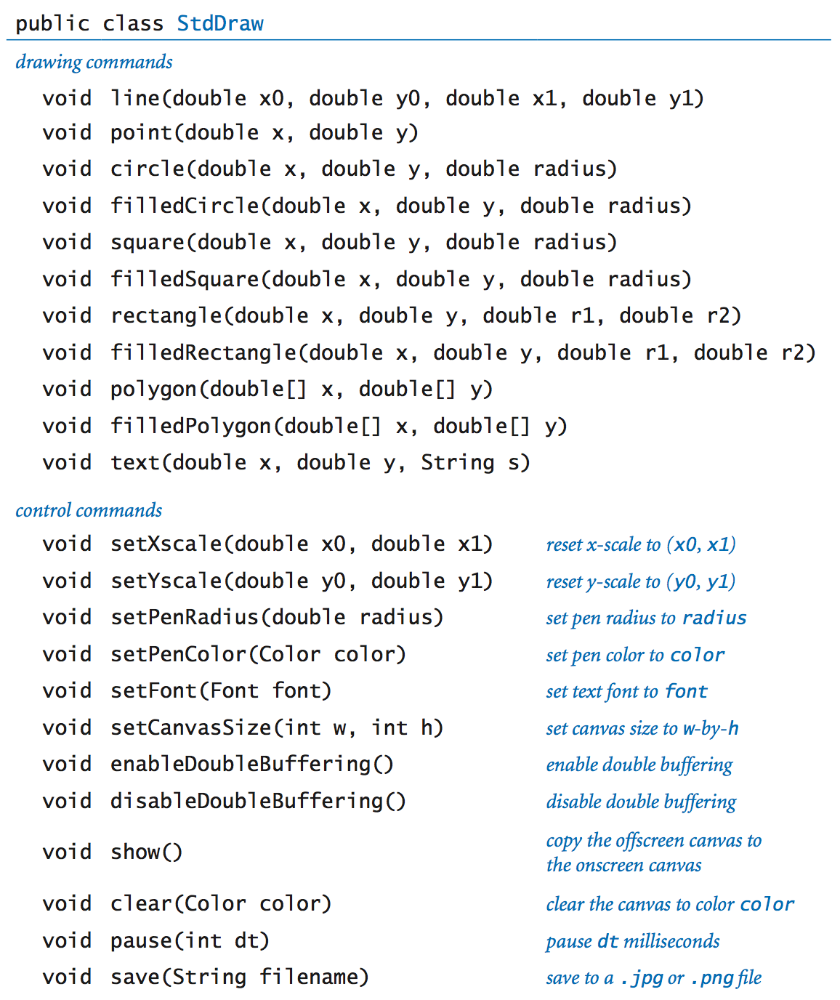 public class StdDraw
drawing commands
void line(double x0, double y0, double x1, double y1)
void point(double x, double y)
void circle(double x, double y, double radius)
void filledCircle(double x, double y, double radius)
void square(double x, double y, double radius)
void filledSquare(double x, double y, double radius)
void rectangle(double x, double y, double r1, double r2)
void filledRectangle(double x, double y, double r1, double r2)
void polygon(double[] x, double[] y)
void filledPolygon(double[] x, double[] y)
void text(double x, double y, String s)
control commands
void setXscale(double x0, double x1) reset x-scale to (x0, x1)
void setYscale(double y0, double y1) reset y-scale to (y0, y1)
void setPenRadius(double radius) set pen radius to radius
void setPenColor(Color color) set pen color to color
void setFont(Font font) set text font to font
void setCanvasSize(int w, int h) set canvas size to w-by-h
void enableDoubleBuffering() enable double buffering
void disableDoubleBuffering() disable double buffering
void show() copy the offscreen canvas to
the onscreen canvas
void clear(Color color) clear the canvas to color color
void pause(int dt) pause dt milliseconds
void save(String filename) save to a .jpg or .png file